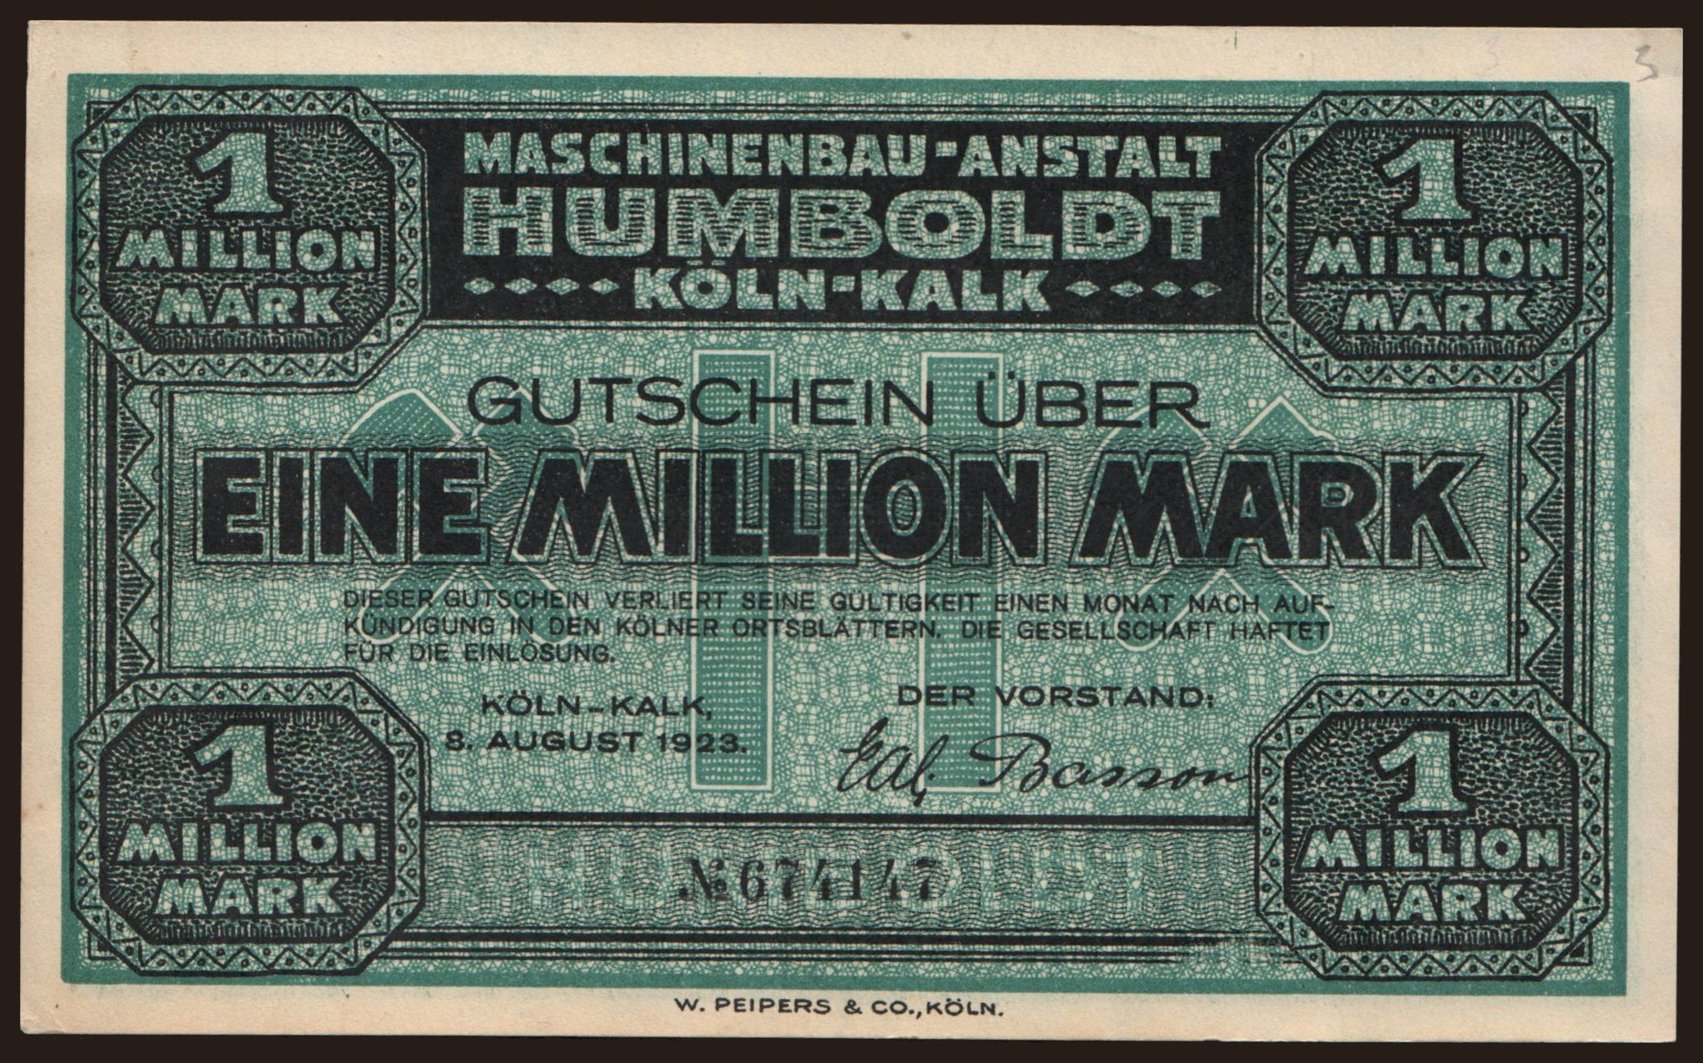 3
1
MILLION
MARK
MASCHINENBAU-ANSTALT
HUMBOLDT
KÖLN-KALK
1
MILLION
MARK
GUTSCHEIN ÜBER
EINE MILLION MARK
DIESER GUTSCHEIN VERLIERT SEINE GÜLTIGKEIT EINEN MONAT NACH AUF-
KÜNDIGUNG IN DEN KÖLNER ORTSBLÄTTERN. DIE GESELLSCHAFT HAFTET
FÜR DIE EINLÖSUNG.
KÖLN-KALK,
8. AUGUST 1923.
DER VORSTAND:
1
MILLION
MARK
HUMBOLDT
№ 674147
1
MILLION
MARK
W. PEIPERS & CO., KÖLN.